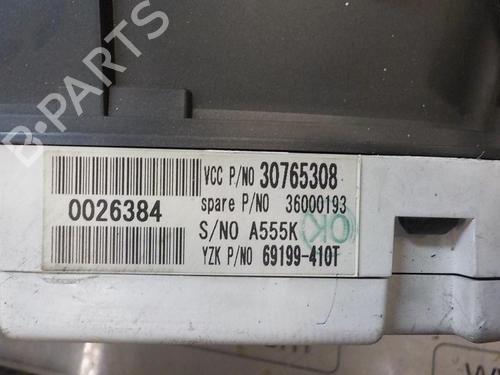 B-PARTS
VCC P/NO 30765308
spare P/NO 36000193
0026384
S/NO A555K OK
YZK P/NO 69199-410T